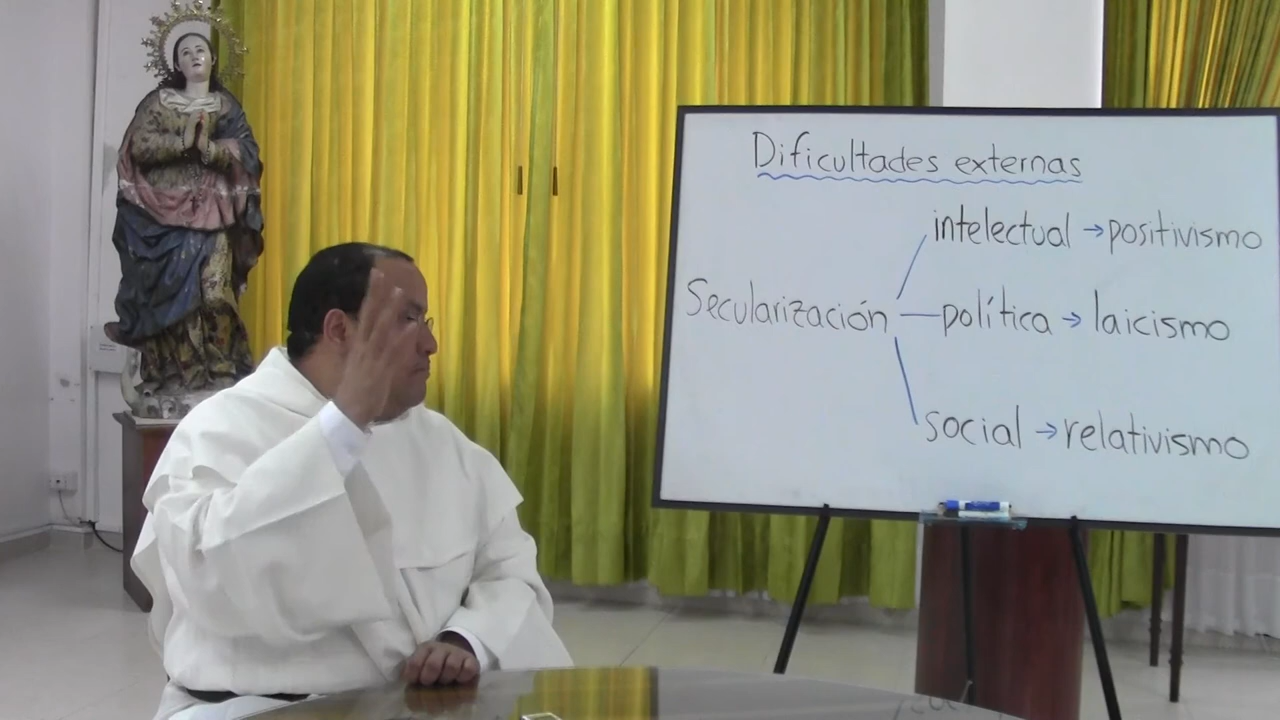 Dificultades externas
intelectual → positivismo
Secularización
política → laicismo
social → relativismo